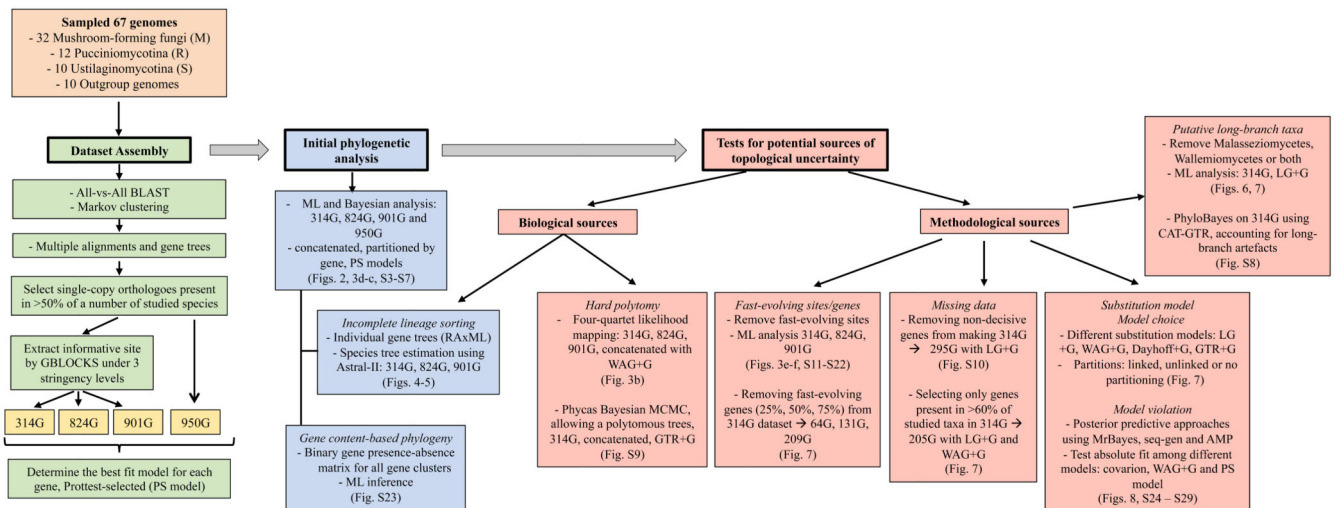 Sampled 67 genomes
- 32 Mushroom-forming fungi (M)
- 12 Pucciniomycotina (R)
- 10 Ustilaginomycotina (S)
- 10 Outgroup genomes
Dataset Assembly
- All-vs-All BLAST
- Markov clustering
- Multiple alignments and gene trees
Select single-copy orthologoes present
in >50% of a number of studied species
Extract informative site
by GBLOCKS under 3
stringency levels
314G
824G
901G
950G
Determine the best fit model for each
gene, Prottest-selected (PS model)
Initial phylogenetic
analysis
- ML and Bayesian analysis:
314G, 824G, 901G and
950G
- concatenated, partitioned by
gene, PS models
(Figs. 2, 3d-c, S3-S7)
Incomplete lineage sorting
- Individual gene trees (RAxML)
- Species tree estimation using
Astral-II: 314G, 824G, 901G
(Figs. 4-5)
Gene content-based phylogeny
- Binary gene presence-absence
matrix for all gene clusters
- ML inference
(Fig. S23)
Tests for potential sources of
topological uncertainty
Biological sources
Methodological sources
Hard polytomy
- Four-quartet likelihood
mapping: 314G, 824G,
901G, concatenated with
WAG+G
(Fig. 3b)
- Phycas Bayesian MCMC,
allowing a polytomous trees,
314G, concatenated, GTR+G
(Fig. S9)
Fast-evolving sites/genes
- Remove fast-evolving sites
- ML analysis 314G, 824G,
901G
(Figs. 3e-f, S11-S22)
- Removing fast-evolving
genes (25%, 50%, 75%) from
314G dataset → 64G, 131G,
209G
(Fig. 7)
Missing data
- Removing non-decisive
genes from making 314G
→ 295G with LG+G
(Fig. S10)
- Selecting only genes
present in >60% of
studied taxa in 314G →
205G with LG+G and
WAG+G
(Fig. 7)
Putative long-branch taxa
- Remove Malasseziomycetes,
Wallemiomycetes or both
- ML analysis: 314G, LG+G
(Figs. 6, 7)
- PhyloBayes on 314G using
CAT-GTR, accounting for long-
branch artefacts
(Fig. S8)
Substitution model
Model choice
- Different substitution models: LG
+G, WAG+G, Dayhoff+G, GTR+G
- Partitions: linked, unlinked or no
partitioning (Fig. 7)
Model violation
- Posterior predictive approaches
using MrBayes, seq-gen and AMP
- Test absolute fit among different
models: covarion, WAG+G and PS
model
(Figs. 8, S24 – S29)